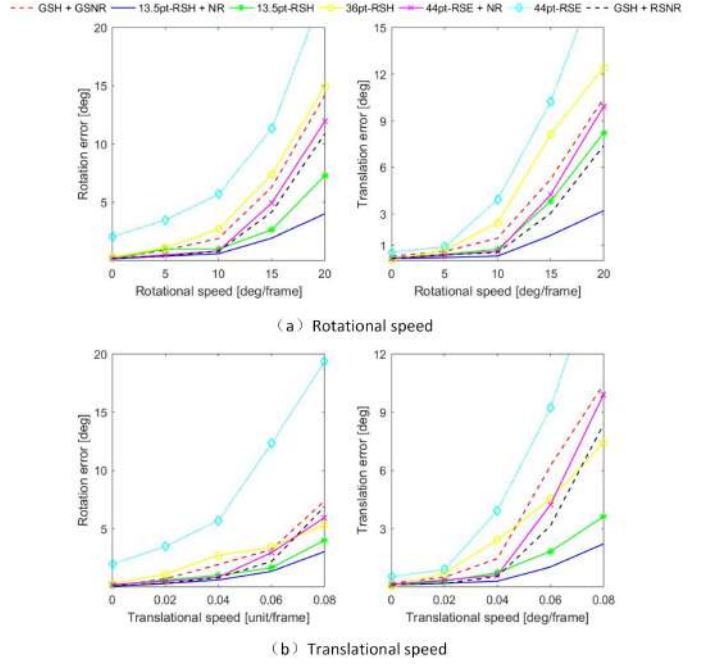 GSH + GSNR 13.5pt-RSH + NR 13.5pt-RSH 36pt-RSH 44pt-RSE + NR 44pt-RSE GSH + RSNR
20
15
10
5
Rotation error [deg]
0 5 10 15 20
Rotational speed [deg/frame]
15
12
9
6
3
1
Translation error [deg]
0 5 10 15 20
Rotational speed [deg/frame]
(a) Rotational speed
20
15
10
5
Rotation error [deg]
0 0.02 0.04 0.06 0.08
Translational speed [unit/frame]
12
9
6
3
Translation error [deg]
0 0.02 0.04 0.06 0.08
Translational speed [deg/frame]
(b) Translational speed